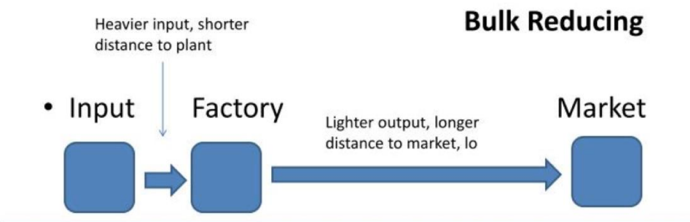 Bulk Reducing
Heavier input, shorter
distance to plant
• Input
Factory
Market
Lighter output, longer
distance to market, lo